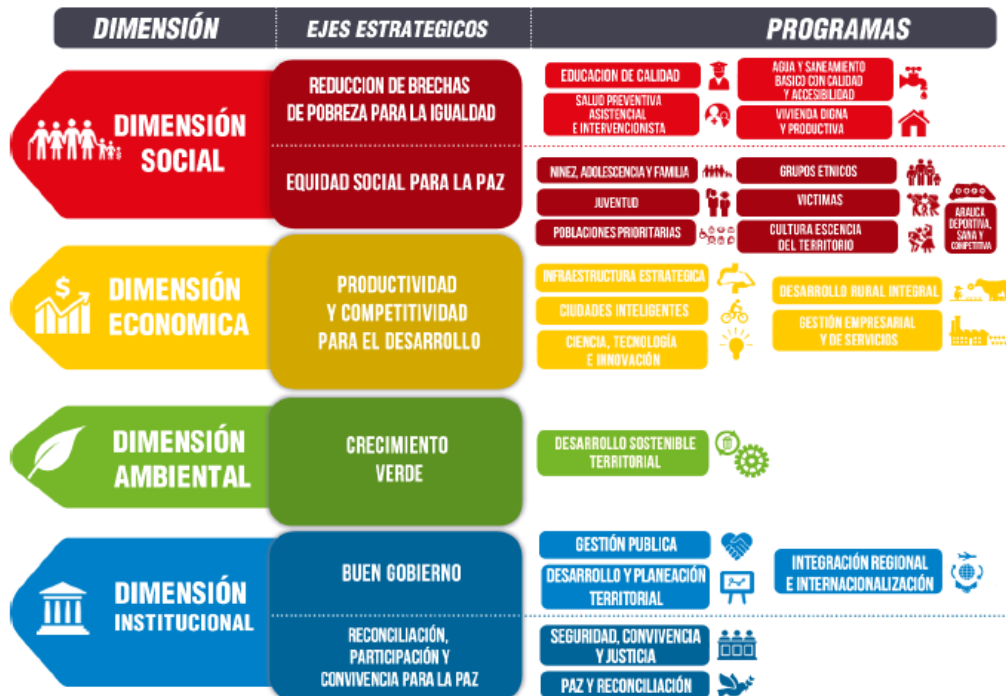 DIMENSIÓN
EJES ESTRATEGICOS
PROGRAMAS
DIMENSIÓN
SOCIAL
REDUCCION DE BRECHAS
DE POBREZA PARA LA IGUALDAD
EDUCACION DE CALIDAD
SALUD PREVENTIVA
ASISTENCIAL
E INTERVENCIONISTA
AGUA Y SANEAMIENTO
BASICO CON CALIDAD
Y ACCESIBILIDAD
VIVIENDA DIGNA
Y PRODUCTIVA
EQUIDAD SOCIAL PARA LA PAZ
NINEZ, ADOLESCENCIA Y FAMILIA
JUVENTUD
POBLACIONES PRIORITARIAS
GRUPOS ETNICOS
VICTIMAS
CULTURA ESCENCIA
DEL TERRITORIO
ARAUCA
DEPORTIVA,
SANA Y
COMPETITIVA
DIMENSIÓN
ECONOMICA
PRODUCTIVIDAD
Y COMPETITIVIDAD
PARA EL DESARROLLO
INFRAESTRUCTURA ESTRATEGICA
CIUDADES INTELIGENTES
CIENCIA, TECNOLOGÍA
E INNOVACIÓN
DESARROLLO RURAL INTEGRAL
GESTIÓN EMPRESARIAL
Y DE SERVICIOS
DIMENSIÓN
AMBIENTAL
CRECIMIENTO
VERDE
DESARROLLO SOSTENIBLE
TERRITORIAL
DIMENSIÓN
INSTITUCIONAL
BUEN GOBIERNO
GESTIÓN PUBLICA
DESARROLLO Y PLANEACIÓN
TERRITORIAL
INTEGRACIÓN REGIONAL
E INTERNACIONALIZACIÓN
RECONCILIACIÓN,
PARTICIPACIÓN Y
CONVIVENCIA PARA LA PAZ
SEGURIDAD, CONVIVENCIA
Y JUSTICIA
PAZ Y RECONCILIACIÓN